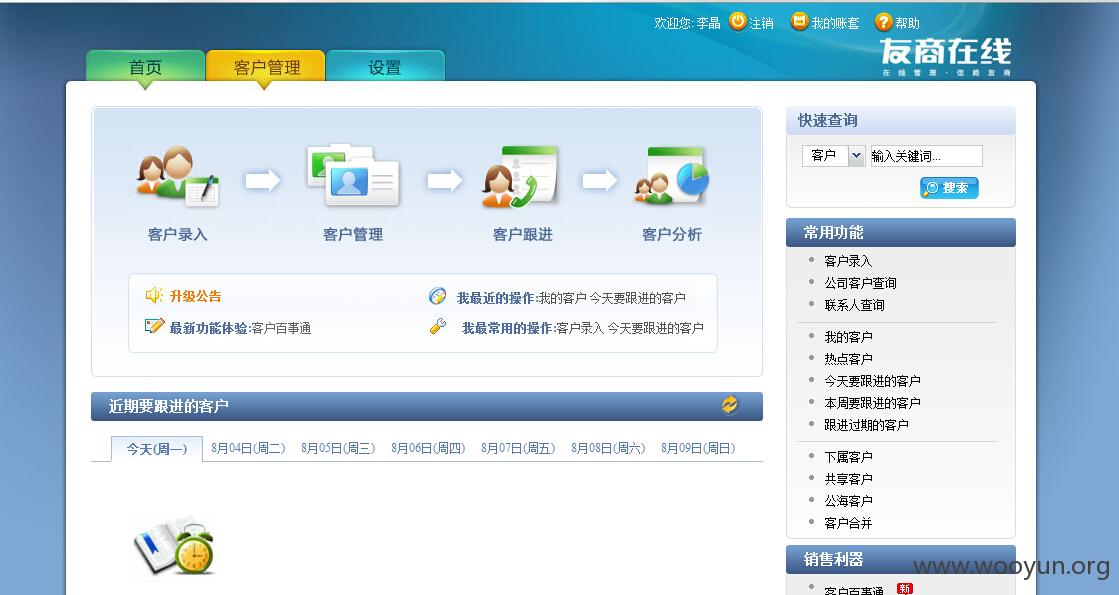 欢迎您: 李晶 注销 我的账套 帮助
友商在线
在线管理·信赖友商
首页 客户管理 设置
客户录入 客户管理 客户跟进 客户分析
升级公告
我最近的操作:我的客户 今天要跟进的客户
最新功能体验:客户百事通
我最常用的操作:客户录入 今天要跟进的客户
近期要跟进的客户
今天(周一) 8月04日(周二) 8月05日(周三) 8月06日(周四) 8月07日(周五) 8月08日(周六) 8月09日(周日)
快速查询
客户 输入关键词...
搜索
常用功能
客户录入
公司客户查询
联系人查询
我的客户
热点客户
今天要跟进的客户
本周要跟进的客户
跟进过期的客户
下属客户
共享客户
公海客户
客户合并
销售利器
客户百事通 新
www.wooyun.org